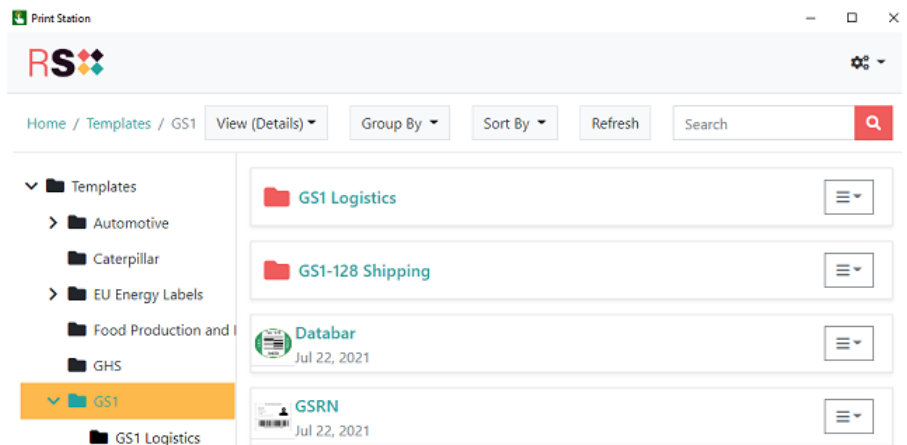 Print Station
RS
Home / Templates / GS1 View (Details) Group By Sort By Refresh Search
Templates
Automotive
Caterpillar
EU Energy Labels
Food Production and
GHS
GS1
GS1 Logistics
GS1 Logistics
GS1-128 Shipping
Databar
Jul 22, 2021
GSRN
Jul 22, 2021